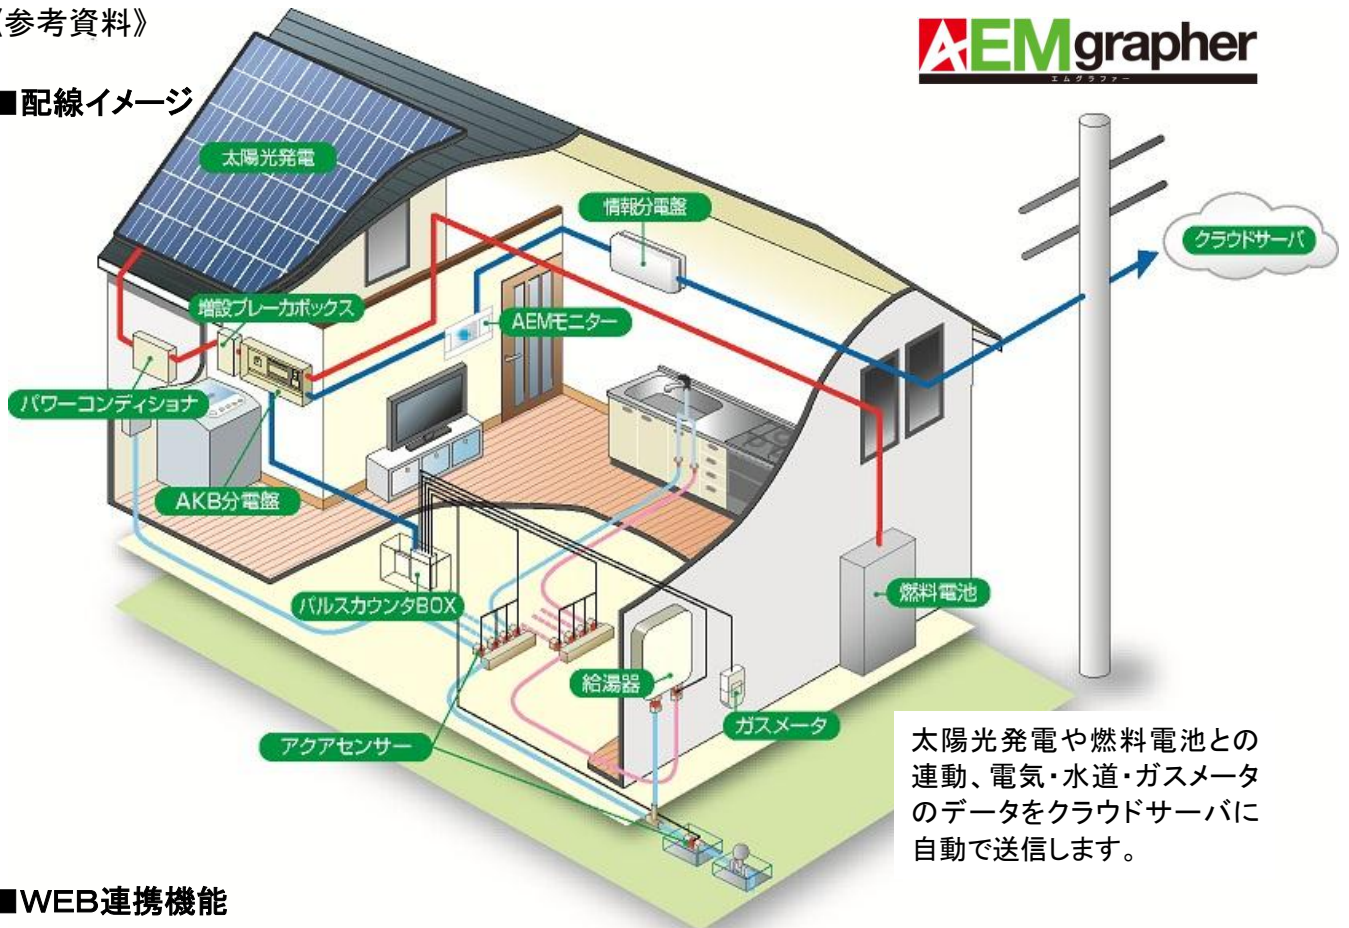 《参考資料》
AEMgrapher
エムグラファー
■配線イメージ
太陽光発電
情報分電盤
クラウドサーバ
増設ブレーカボックス
AEMモニター
パワーコンディショナ
AKB分電盤
パルスカウンタBOX
燃料電池
給湯器
ガスメータ
アクアセンサー
太陽光発電や燃料電池との
連動、電気・水道・ガスメータ
のデータをクラウドサーバに
自動で送信します。
■WEB連携機能